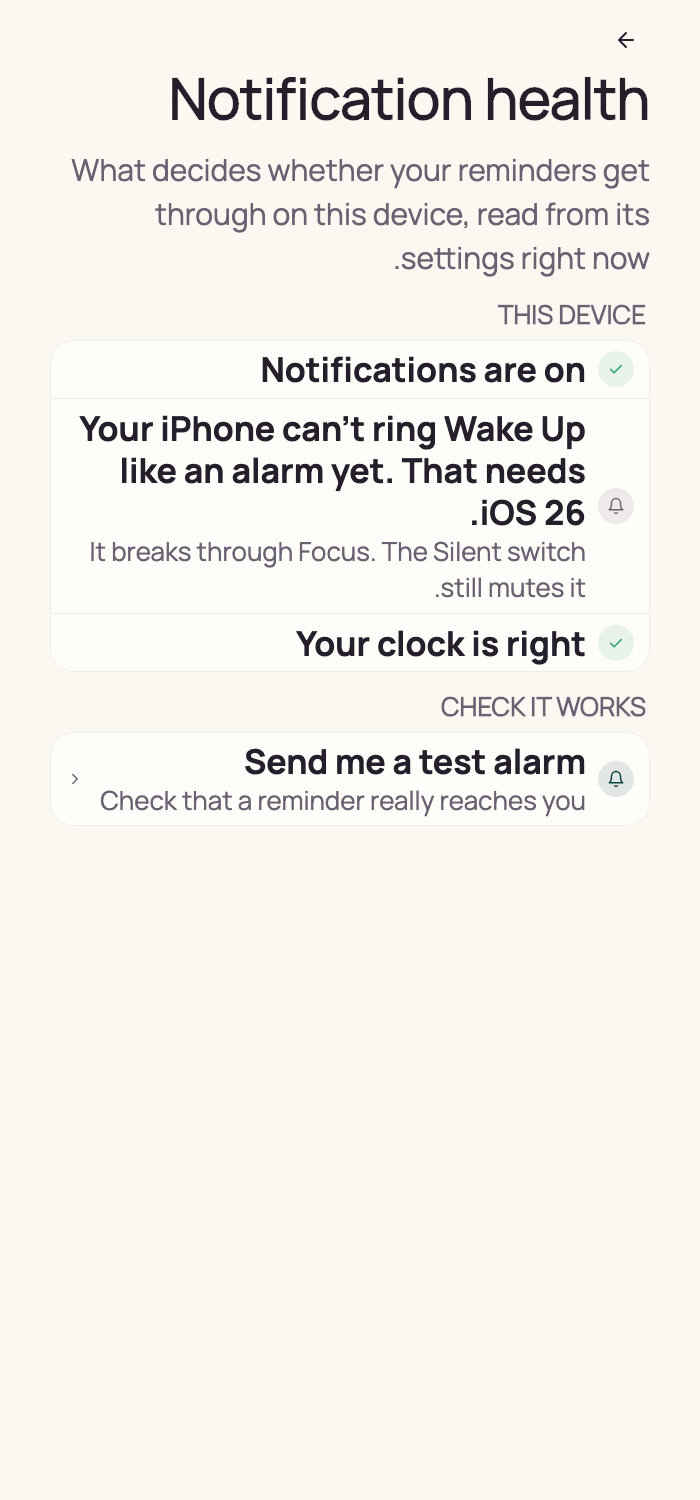 Notification health
What decides whether your reminders get
through on this device, read from its
.settings right now
THIS DEVICE
Notifications are on
Your iPhone can’t ring Wake Up
like an alarm yet. That needs
.iOS 26
It breaks through Focus. The Silent switch
.still mutes it
Your clock is right
CHECK IT WORKS
Send me a test alarm
Check that a reminder really reaches you